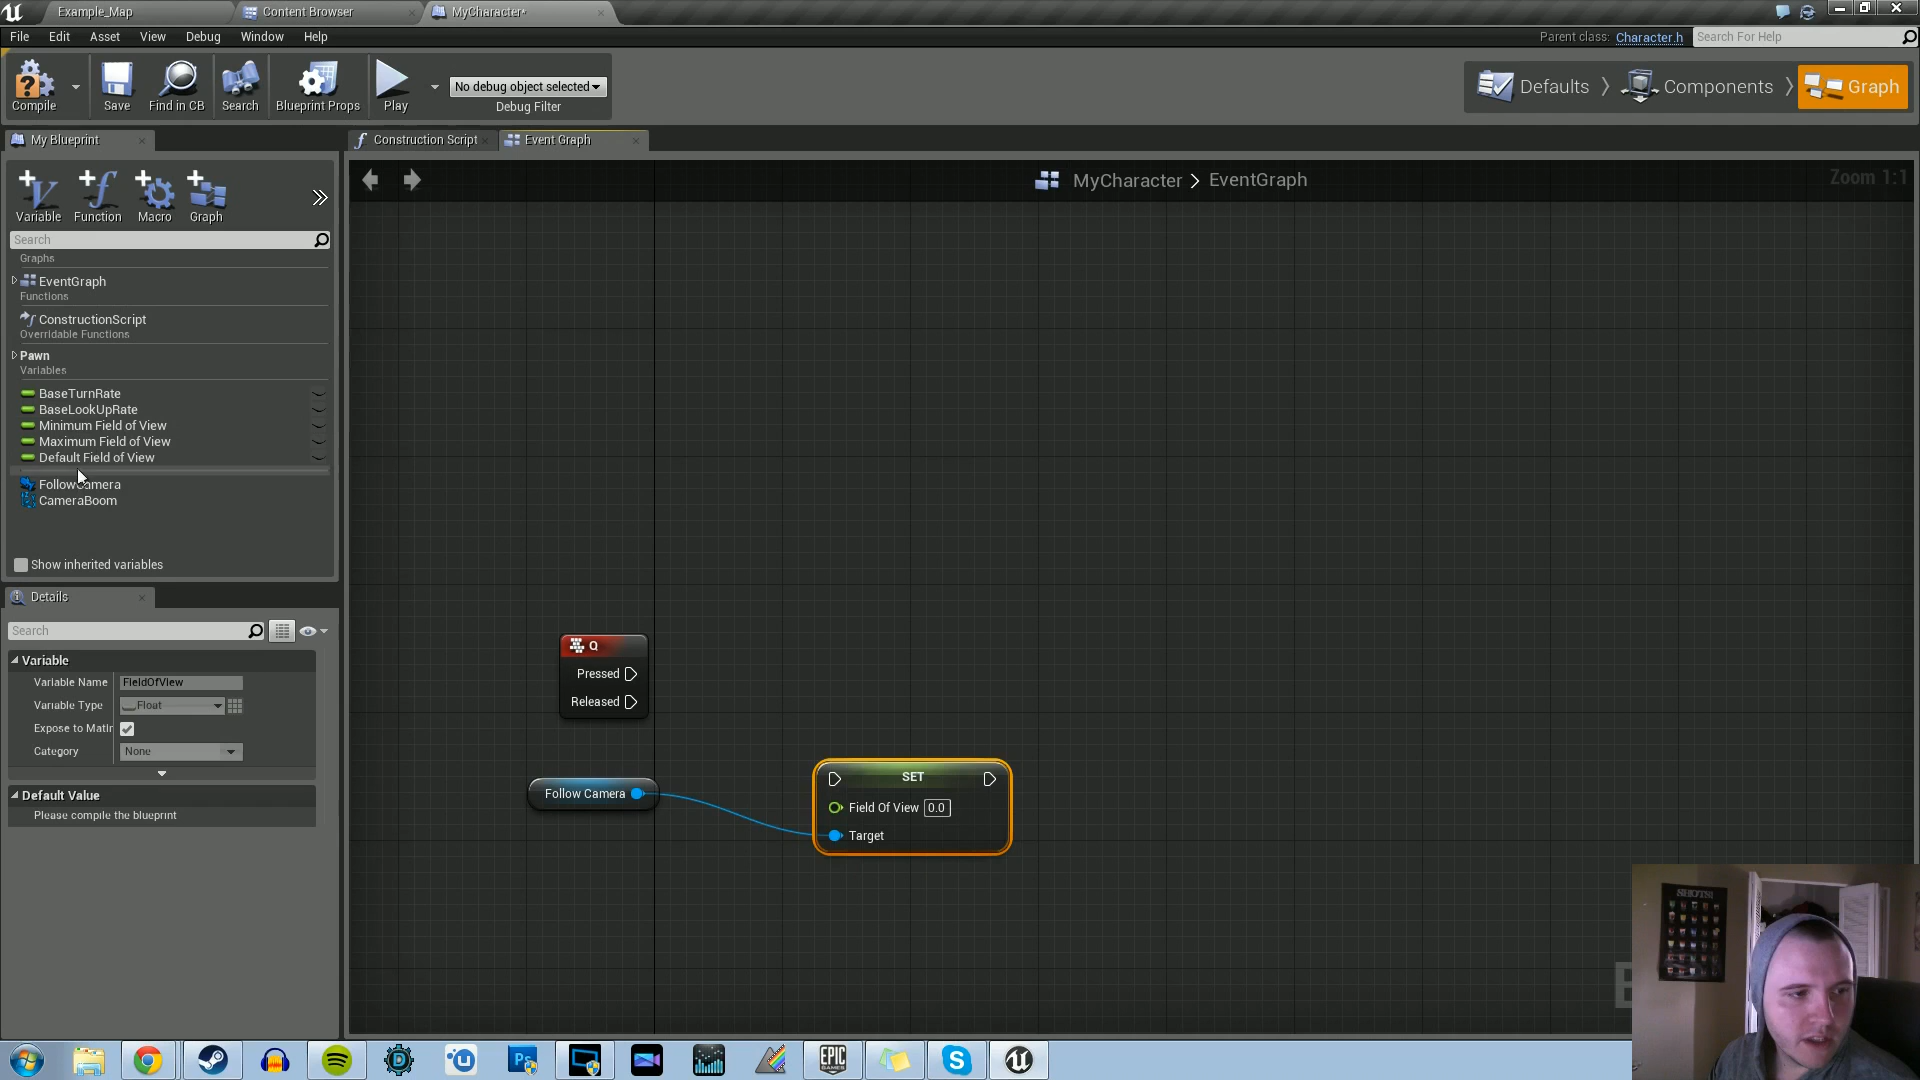 Example_Map
Content Browser
MyCharacter*
File Edit Asset View Debug Window Help
Parent class: Character.h
Search For Help
Compile
Save
Find in CB
Search
Blueprint Props
Play
No debug object selected
Debug Filter
Defaults
Components
Graph
My Blueprint
Construction Script
Event Graph
Variable
Function
Macro
Graph
MyCharacter > EventGraph
Zoom 1:1
Search
Graphs
EventGraph
Functions
ConstructionScript
Overridable Functions
Pawn
Variables
BaseTurnRate
BaseLookUpRate
Minimum Field of View
Maximum Field of View
Default Field of View
FollowCamera
CameraBoom
Show inherited variables
Details
Search
Variable
Variable Name FieldOfView
Variable Type Float
Expose to Matir
Category None
Default Value
Please compile the blueprint
Q
Pressed
Released
Follow Camera
SET
Field Of View 0.0
Target
SHOTS!
Ps
EPIC
GAMES